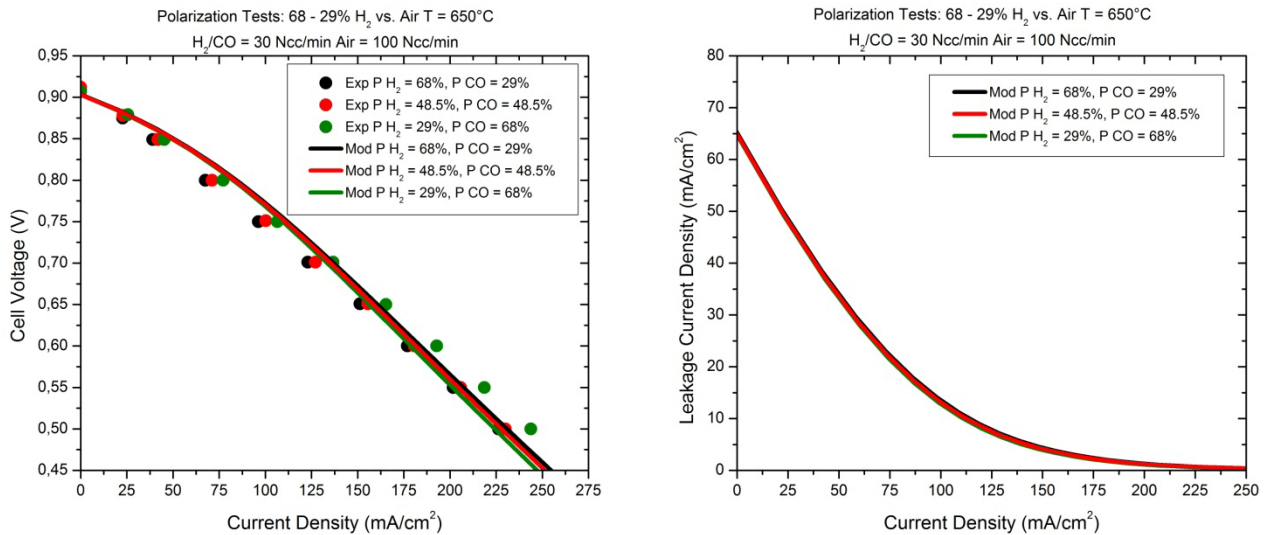 Polarization Tests: 68 - 29% H₂ vs. Air T = 650°C
H₂/CO = 30 Ncc/min Air = 100 Ncc/min
Exp P H₂ = 68%, P CO = 29%
Exp P H₂ = 48.5%, P CO = 48.5%
Exp P H₂ = 29%, P CO = 68%
Mod P H₂ = 68%, P CO = 29%
Mod P H₂ = 48.5%, P CO = 48.5%
Mod P H₂ = 29%, P CO = 68%
Cell Voltage (V)
0,95
0,90
0,85
0,80
0,75
0,70
0,65
0,60
0,55
0,50
0,45
0 25 50 75 100 125 150 175 200 225 250 275
Current Density (mA/cm²)
Polarization Tests: 68 - 29% H₂ vs. Air T = 650°C
H₂/CO = 30 Ncc/min Air = 100 Ncc/min
Mod P H₂ = 68%, P CO = 29%
Mod P H₂ = 48.5%, P CO = 48.5%
Mod P H₂ = 29%, P CO = 68%
Leakage Current Density (mA/cm²)
80
70
60
50
40
30
20
10
0
0 25 50 75 100 125 150 175 200 225 250
Current Density (mA/cm²)